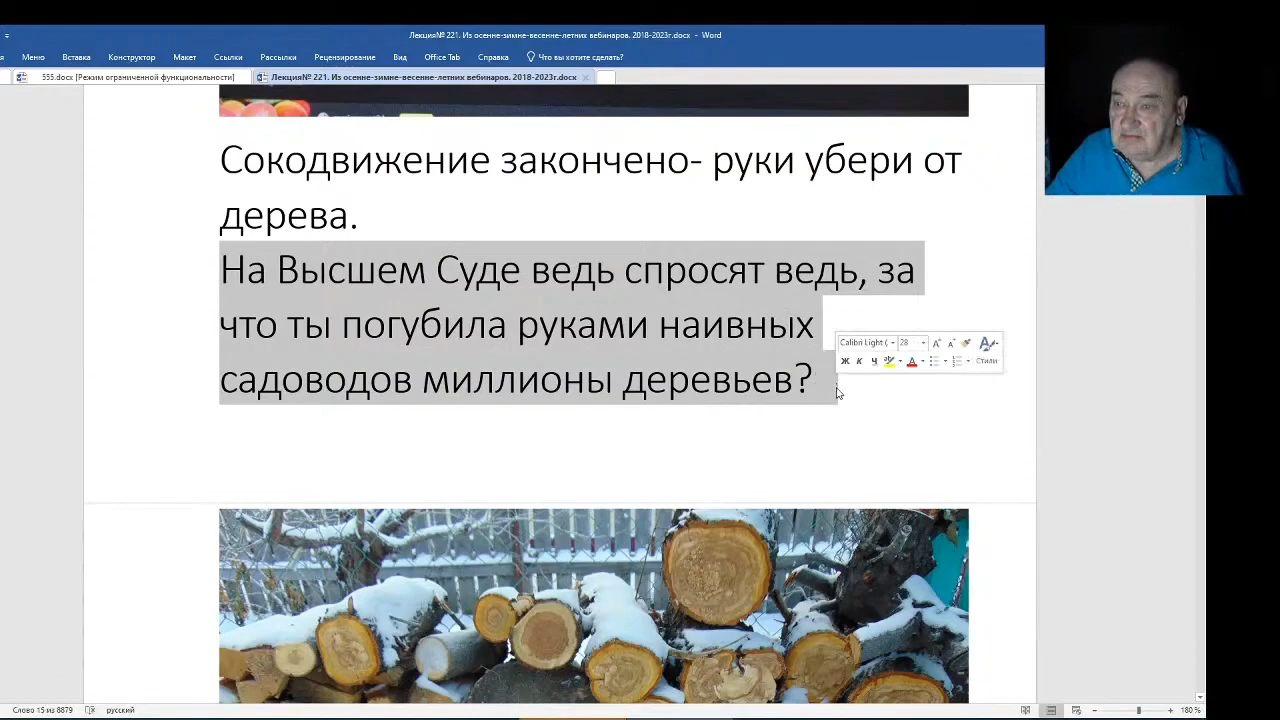 Лекция№ 221. Из осенне-зимне-весенне-летних вебинаров. 2018-2023г.docx - Word
Меню Вставка Конструктор Макет Ссылки Рассылки Рецензирование Вид Office Tab Справка Что вы хотите сделать?
555.docx [Режим ограниченной функциональности] Лекция№ 221. Из осенне-зимне-весенне-летних вебинаров. 2018-2023г.docx
Сокодвижение закончено- руки убери от
дерева.
На Высшем Суде ведь спросят ведь, за
что ты погубила руками наивных
садоводов миллионы деревьев?
Calibri Light ( 28
Ж К Ч А Стили
Слово 15 из 8879 русский 180 %